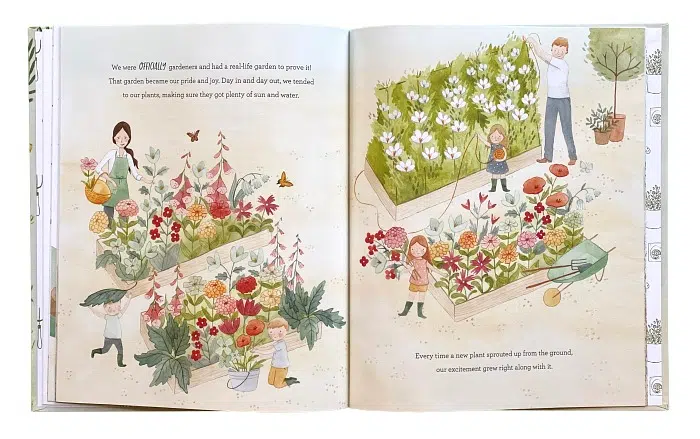 We were OFFICIALLY gardeners and had a real-life garden to prove it!
That garden became our pride and joy. Day in and day out, we tended
to our plants, making sure they got plenty of sun and water.
Every time a new plant sprouted up from the ground,
our excitement grew right along with it.